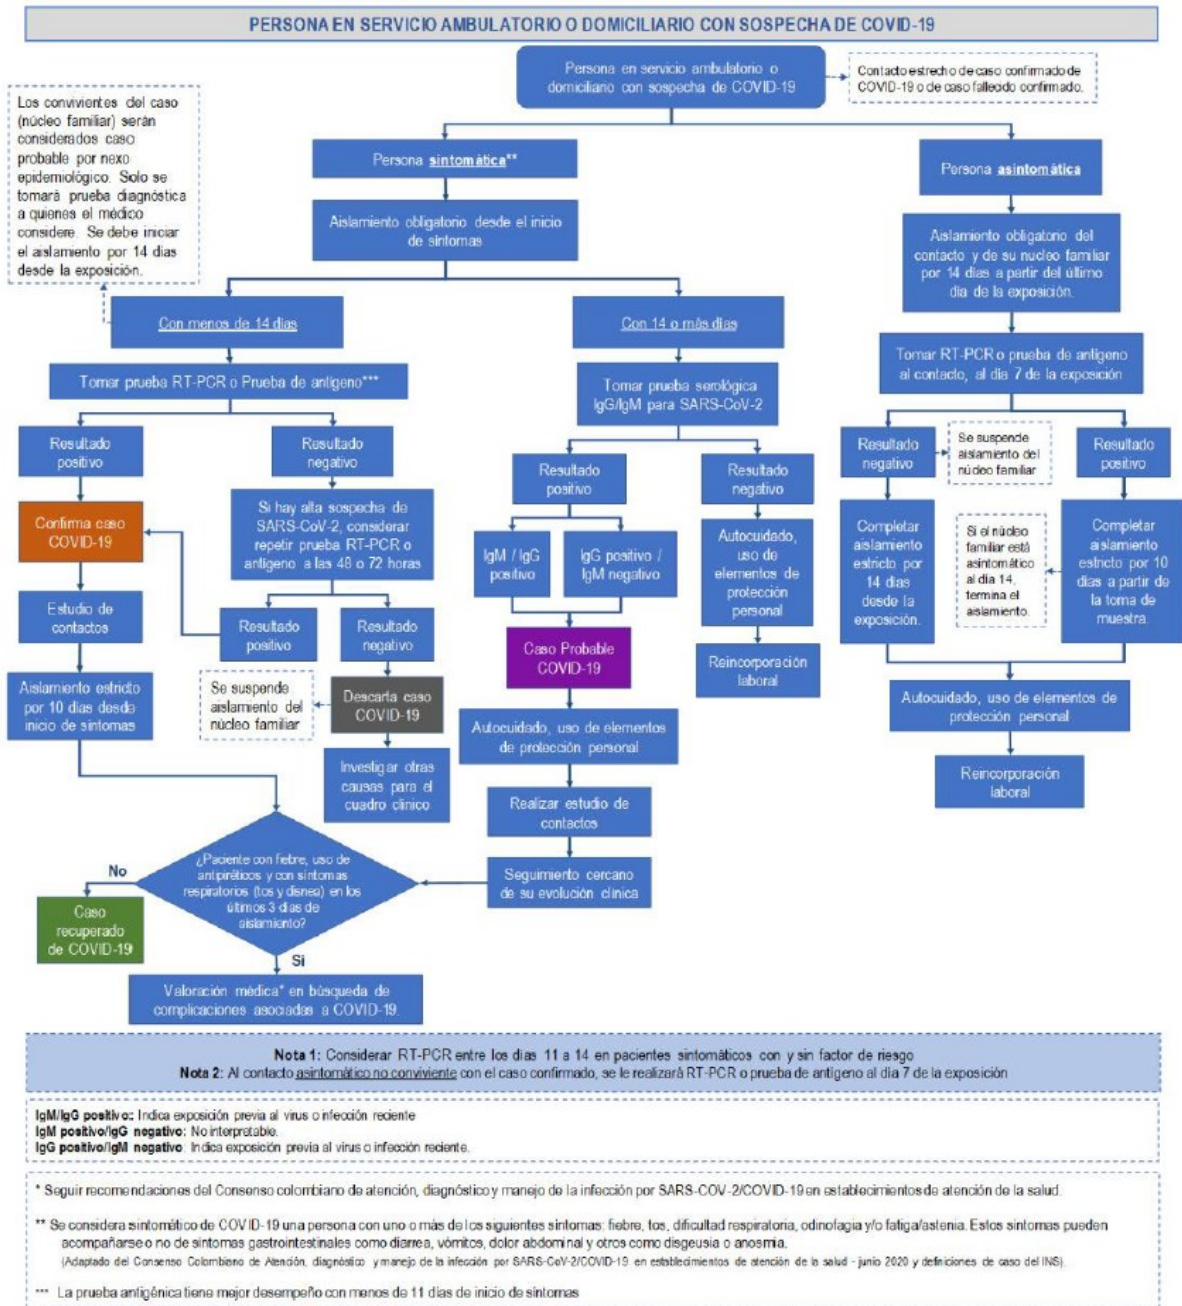 PERSONA EN SERVICIO AMBULATORIO O DOMICILIARIO CON SOSPECHA DE COVID-19
Persona en servicio ambulatorio o
domiciliario con sospecha de COVID-19
Contacto estrecho de caso confirmado de
COVID-19 o de caso fallecido confirmado.
Los convivientes del caso
(núcleo familiar) serán
considerados caso
probable por nexo
epidemiológico. Solo se
tomará prueba diagnóstica
a quienes el médico
considere. Se debe iniciar
el aislamiento por 14 días
desde la exposición.
Persona sintomática**
Aislamiento obligatorio desde el inicio
de síntomas
Con menos de 14 días
Tomar prueba RT-PCR o Prueba de antígeno***
Resultado
positivo
Resultado
negativo
Confirma caso
COVID-19
Si hay alta sospecha de
SARS-CoV-2, considerar
repetir prueba RT-PCR o
antígeno a las 48 o 72 horas
Estudio de
contactos
Resultado
positivo
Resultado
negativo
Aislamiento estricto
por 10 días desde
inicio de síntomas
Se suspende
aislamiento del
núcleo familiar
Descarta caso
COVID-19
Investigar otras
causas para el
cuadro clínico
Con 14 o más días
Tomar prueba serológica
IgG/IgM para SARS-CoV-2
Resultado
positivo
Resultado
negativo
IgM / IgG
positivo
IgG positivo /
IgM negativo
Autocuidado,
uso de
elementos de
protección
personal
Caso Probable
COVID-19
Reincorporación
laboral
Autocuidado, uso de elementos
de protección personal
Realizar estudio de
contactos
Seguimiento cercano
de su evolución clínica
¿Paciente con fiebre, uso de
antipiréticos y con síntomas
respiratorios (tos y disnea) en los
últimos 3 días de
aislamiento?
No
Caso
recuperado
de COVID-19
Si
Valoración médica* en búsqueda de
complicaciones asociadas a COVID-19.
Persona asintomática
Aislamiento obligatorio del
contacto y de su nucleo familiar
por 14 días a partir del último
día de la exposición.
Tomar RT-PCR o prueba de antígeno
al contacto, al día 7 de la exposición
Resultado
negativo
Se suspende
aislamiento del
núcleo familiar
Resultado
positivo
Completar
aislamiento
estricto por
14 días
desde la
exposición.
Si el núcleo
familiar está
asintomático
al día 14,
termina el
aislamiento.
Completar
aislamiento
estricto por 10
días a partir de
la toma de
muestra.
Autocuidado, uso de elementos de
protección personal
Reincorporación
laboral
Nota 1: Considerar RT-PCR entre los días 11 a 14 en pacientes sintomáticos con y sin factor de riesgo
Nota 2: Al contacto asintomático no conviviente con el caso confirmado, se le realizará RT-PCR o prueba de antígeno al día 7 de la exposición
IgM/IgG positivo:: Indica exposición previa al virus o infección reciente
IgM positivo/IgG negativo: No interpretable.
IgG positivo/IgM negativo: Indica exposición previa al virus o infección reciente.
* Seguir recomendaciones del Consenso colombiano de atención, diagnóstico y manejo de la infección por SARS-COV-2/COVID-19 en establecimientos de atención de la salud.
** Se considera sintomático de COVID-19 una persona con uno o más de los siguientes síntomas: fiebre, tos, dificultad respiratoria, odinofagia y/o fatiga/astenia. Estos síntomas pueden
acompañarse o no de síntomas gastrointestinales como diarrea, vómitos, dolor abdominal y otros como disgeusia o anosmia.
(Adaptado del Consenso Colombiano de Atención, diagnóstico y manejo de la infección por SARS-CoV-2/COVID-19 en establecimientos de atención de la salud - junio 2020 y definiciones de caso del INS).
*** La prueba antigénica tiene mejor desempeño con menos de 11 días de inicio de síntomas